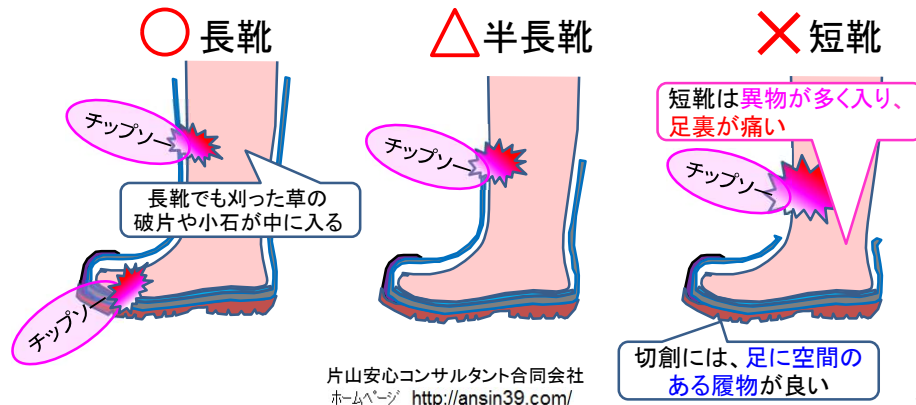 ○長靴
△半長靴
×短靴
チップソー
長靴でも刈った草の
破片や小石が中に入る
チップソー
チップソー
短靴は異物が多く入り、
足裏が痛い
チップソー
切創には、足に空間の
ある履物が良い
片山安心コンサルタント合同会社
ホームページ http://ansin39.com/